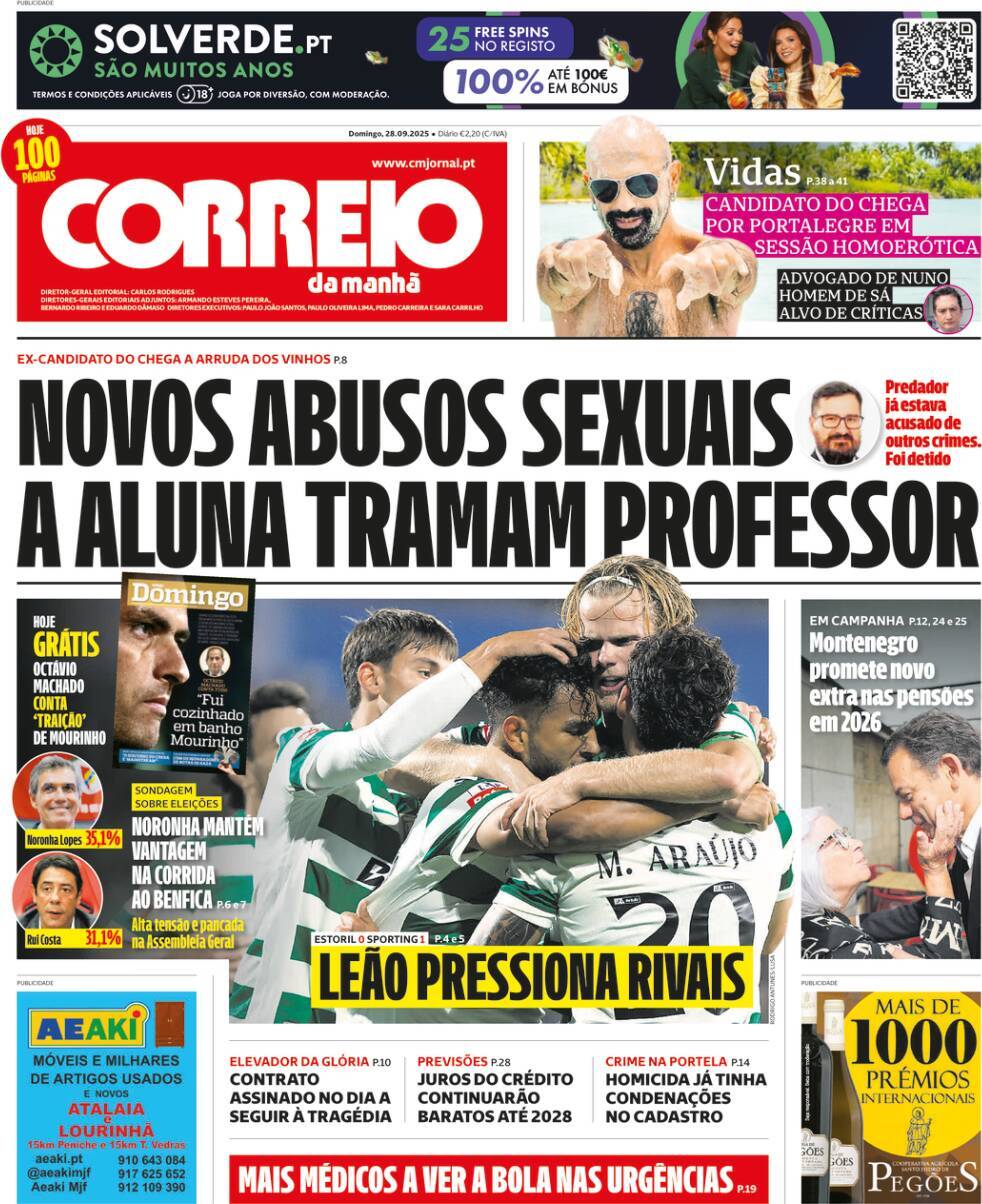 PUBLICIDADE
SOLVERDE.PT
SÃO MUITOS ANOS
TERMOS E CONDIÇÕES APLICÁVEIS 18+ JOGA POR DIVERSÃO, COM MODERAÇÃO.
25 FREE SPINS
NO REGISTO
100% ATÉ 100€
EM BÓNUS
HOJE
100
PÁGINAS
Domingo, 28.09.2025 • Diário €2,20 (C/IVA)
www.cmjornal.pt
CORREIO
da manhã
DIRETOR-GERAL EDITORIAL: CARLOS RODRIGUES
DIRETORES-GERAIS EDITORIAIS ADJUNTOS: ARMANDO ESTEVES PEREIRA,
BERNARDO RIBEIRO E EDUARDO DÂMASO DIRETORES EXECUTIVOS: PAULO JOÃO SANTOS, PAULO OLIVEIRA LIMA, PEDRO CARREIRA E SARA CARRILHO
Vidas P.38 a 41
CANDIDATO DO CHEGA
POR PORTALEGRE EM
SESSÃO HOMOERÓTICA
ADVOGADO DE NUNO
HOMEM DE SÁ
ALVO DE CRÍTICAS
EX-CANDIDATO DO CHEGA A ARRUDA DOS VINHOS P.8
NOVOS ABUSOS SEXUAIS
A ALUNA TRAMAM PROFESSOR
Predador
já estava
acusado de
outros crimes.
Foi detido
HOJE
GRÁTIS
OCTÁVIO
MACHADO
CONTA
‘TRAIÇÃO’
DE MOURINHO
Domingo
OCTÁVIO
MACHADO
CONTA TUDO
“Fui
cozinhado
em banho
Mourinho”
SONDAGEM
SOBRE ELEIÇÕES
NORONHA MANTÉM
VANTAGEM
NA CORRIDA
AO BENFICA P.6 e 7
Alta tensão e pancada
na Assembleia Geral
Noronha Lopes 35,1%
Rui Costa 31,1%
M. ARAÚJO
20
ESTORIL 0 SPORTING 1 P.4 e 5
LEÃO PRESSIONA RIVAIS
RODRIGO ANTUNES/LUSA
EM CAMPANHA P.12, 24 e 25
Montenegro
promete novo
extra nas pensões
em 2026
PUBLICIDADE
AEAKi
MÓVEIS E MILHARES
DE ARTIGOS USADOS
E NOVOS
ATALAIA
e
LOURINHÃ
15km Peniche e 15km T. Vedras
aeaki.pt 910 643 084
@aeakimjf 917 625 652
Aeaki Mjf 912 109 390
ELEVADOR DA GLÓRIA P.10
CONTRATO
ASSINADO NO DIA A
SEGUIR À TRAGÉDIA
PREVISÕES P.28
JUROS DO CRÉDITO
CONTINUARÃO
BARATOS ATÉ 2028
CRIME NA PORTELA P.14
HOMICIDA JÁ TINHA
CONDENAÇÕES
NO CADASTRO
MAIS MÉDICOS A VER A BOLA NAS URGÊNCIAS P.19
PUBLICIDADE
MAIS DE
1000
PRÉMIOS
INTERNACIONAIS
COOPERATIVA AGRÍCOLA
SANTO ISIDRO DE
PEGÕES